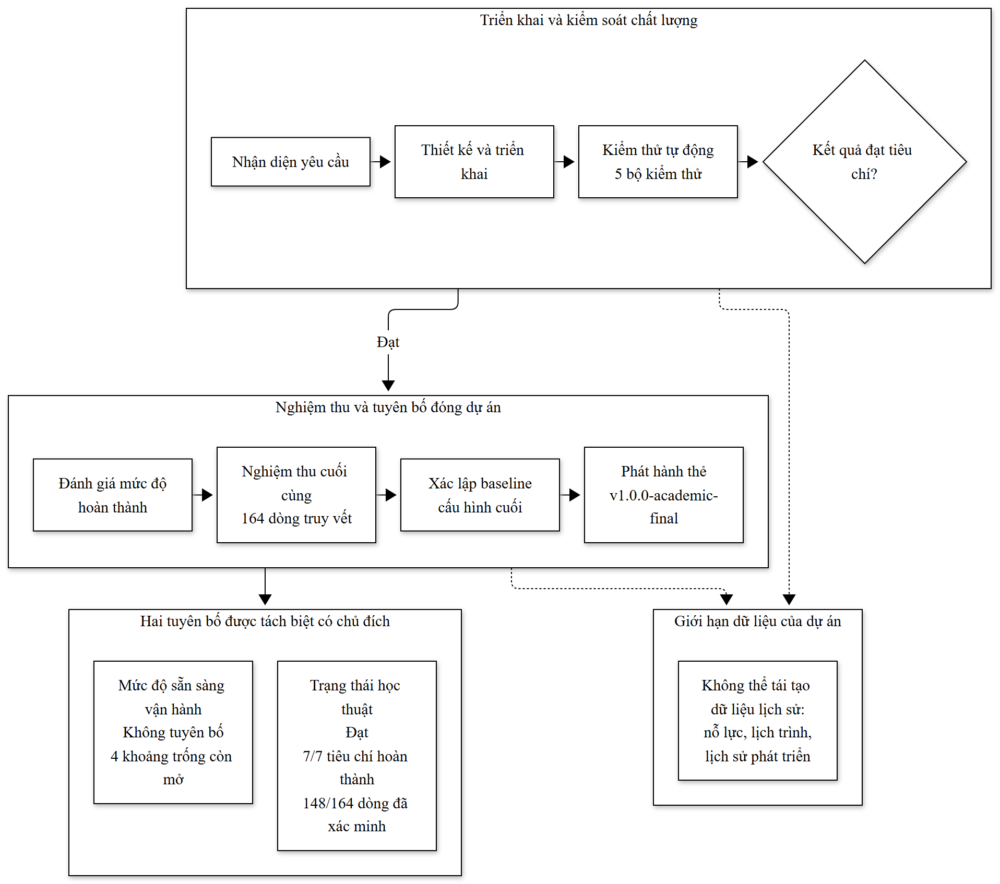 Triển khai và kiểm soát chất lượng
Nhận diện yêu cầu
Thiết kế và triển
khai
Kiểm thử tự động
5 bộ kiểm thử
Kết quả đạt tiêu
chí?
Đạt
Nghiệm thu và tuyên bố đóng dự án
Đánh giá mức độ
hoàn thành
Nghiệm thu cuối
cùng
164 dòng truy vết
Xác lập baseline
cấu hình cuối
Phát hành thẻ
v1.0.0-academic-
final
Hai tuyên bố được tách biệt có chủ đích
Mức độ sẵn sàng
vận hành
Không tuyên bố
4 khoảng trống còn
mở
Trạng thái học
thuật
Đạt
7/7 tiêu chí hoàn
thành
148/164 dòng đã
xác minh
Giới hạn dữ liệu của dự án
Không thể tái tạo
dữ liệu lịch sử:
nỗ lực, lịch trình,
lịch sử phát triển